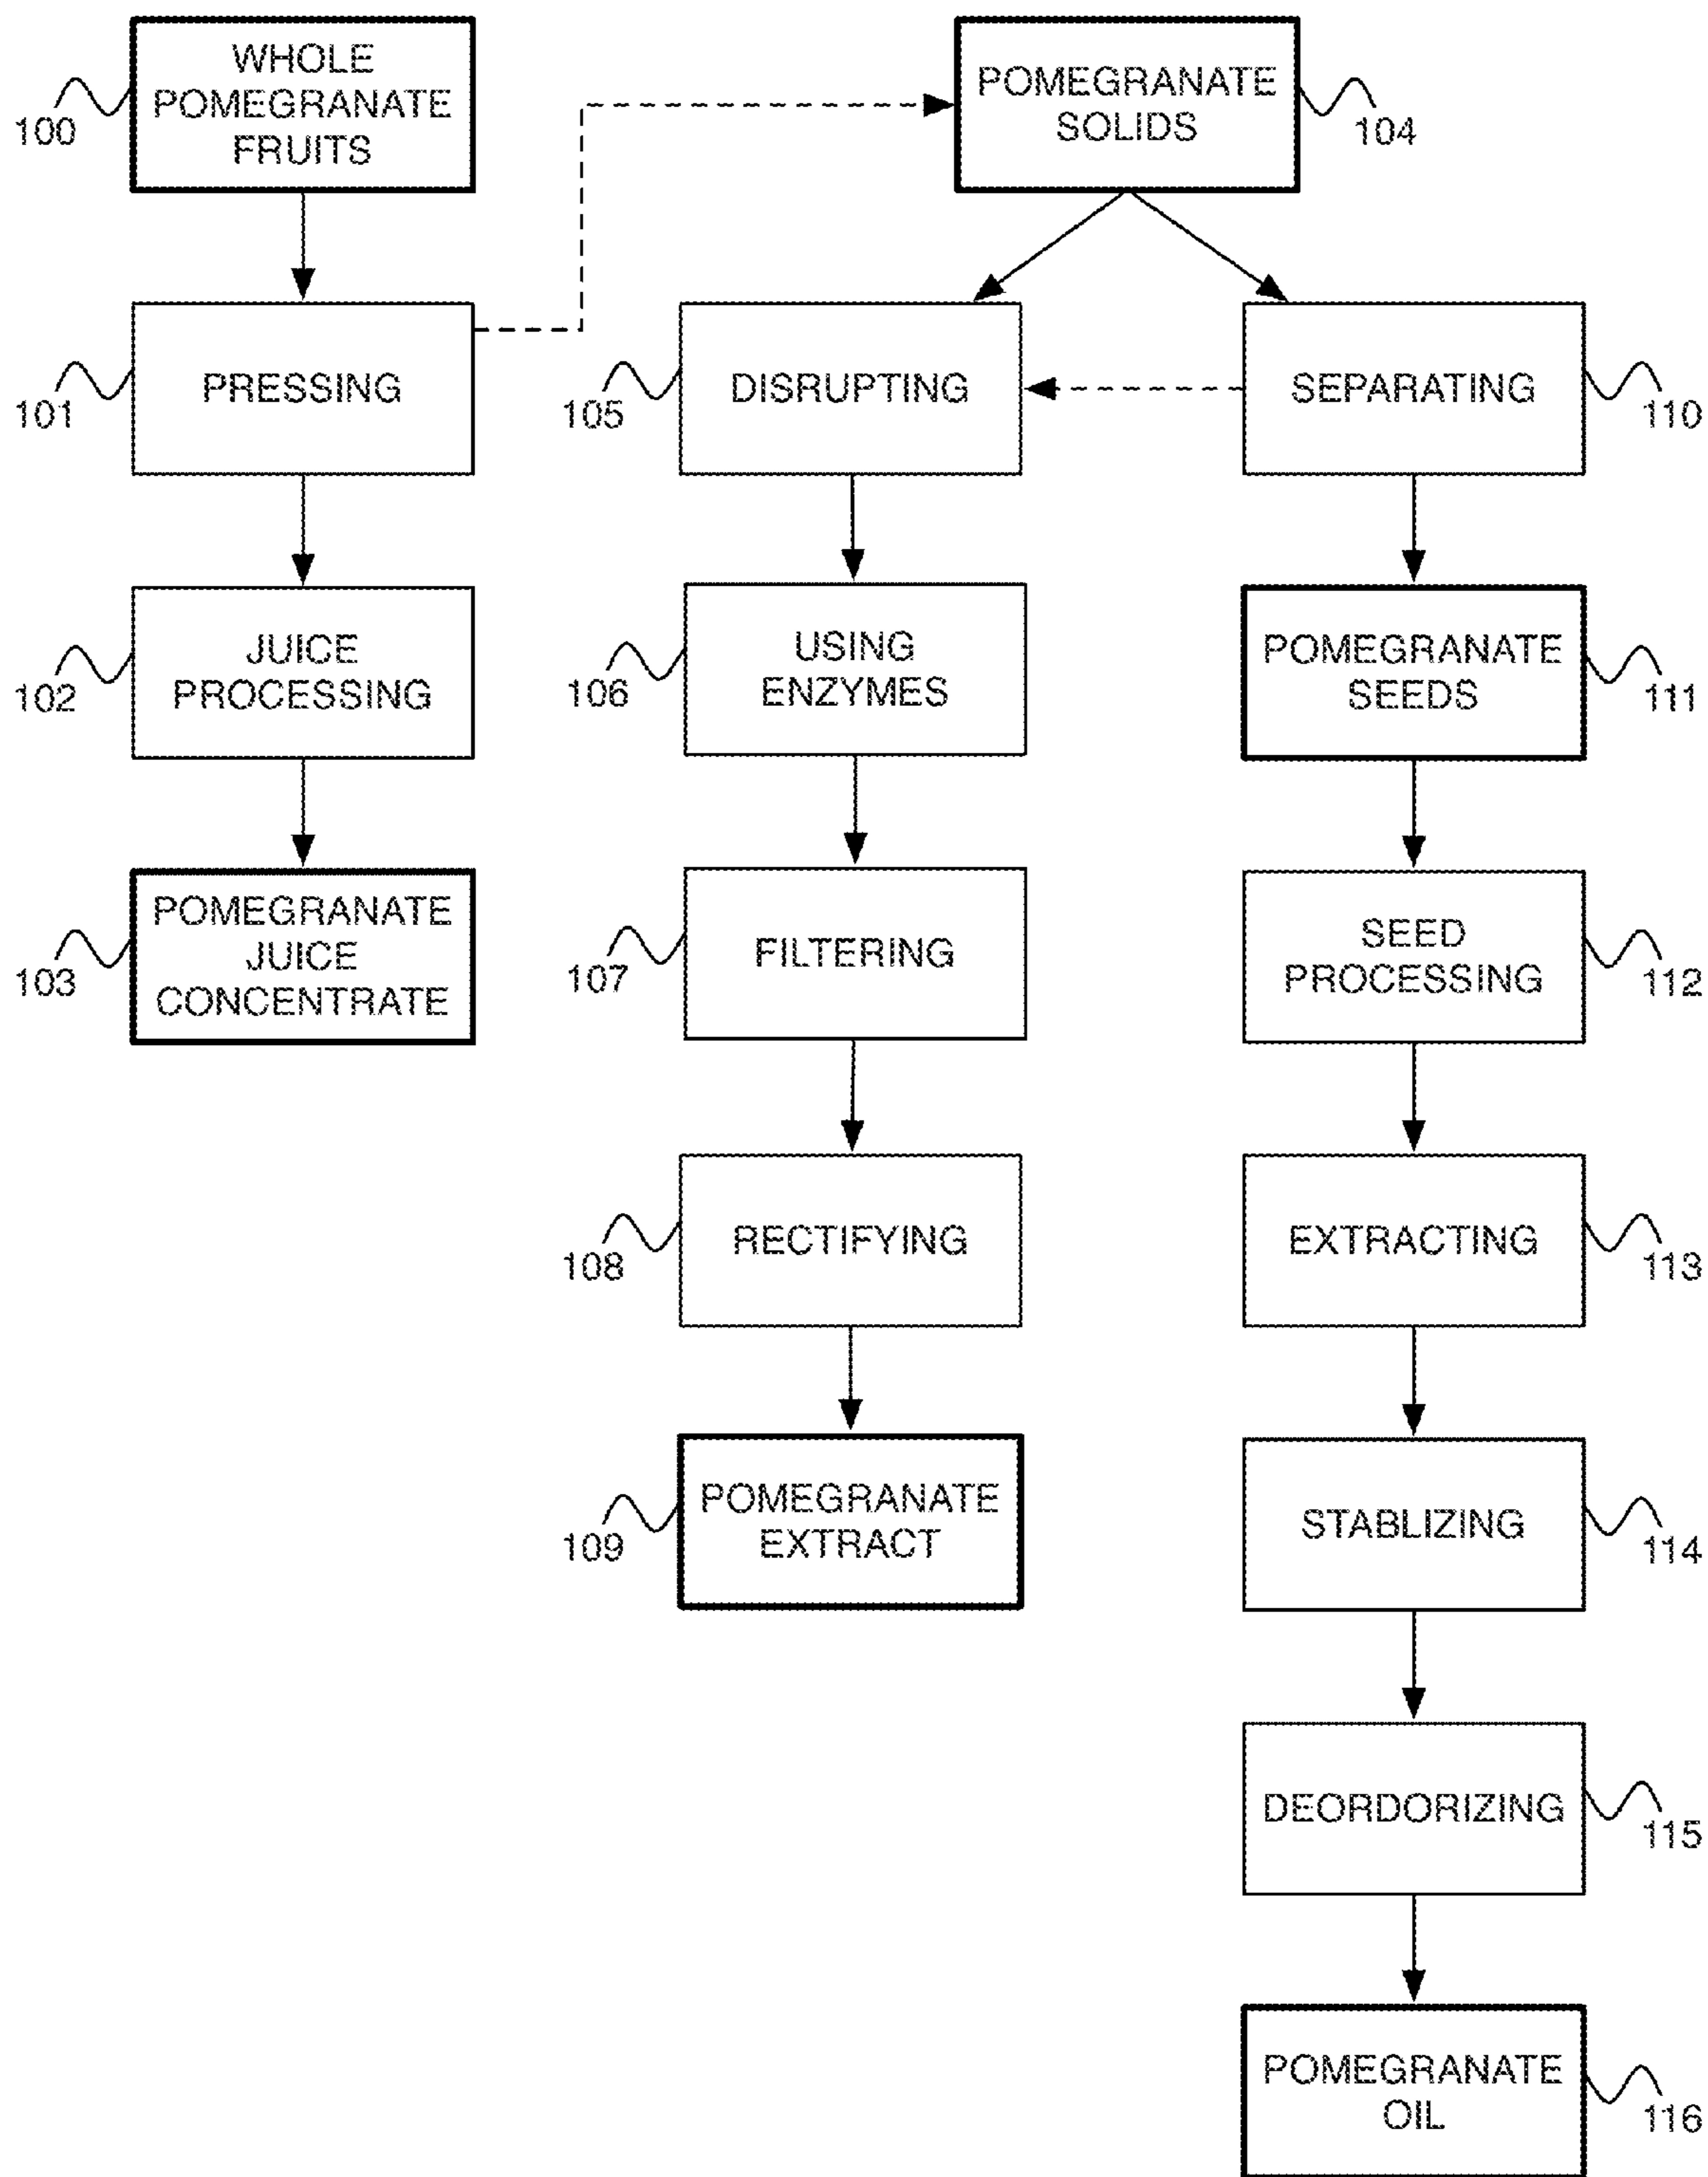 WHOLE
POMEGRANATE
FRUITS
100
PRESSING
101
JUICE
PROCESSING
102
POMEGRANATE
JUICE
CONCENTRATE
103
POMEGRANATE
SOLIDS
104
DISRUPTING
105
USING
ENZYMES
106
FILTERING
107
RECTIFYING
108
POMEGRANATE
EXTRACT
109
SEPARATING
110
POMEGRANATE
SEEDS
111
SEED
PROCESSING
112
EXTRACTING
113
STABLIZING
114
DEORDORIZING
115
POMEGRANATE
OIL
116